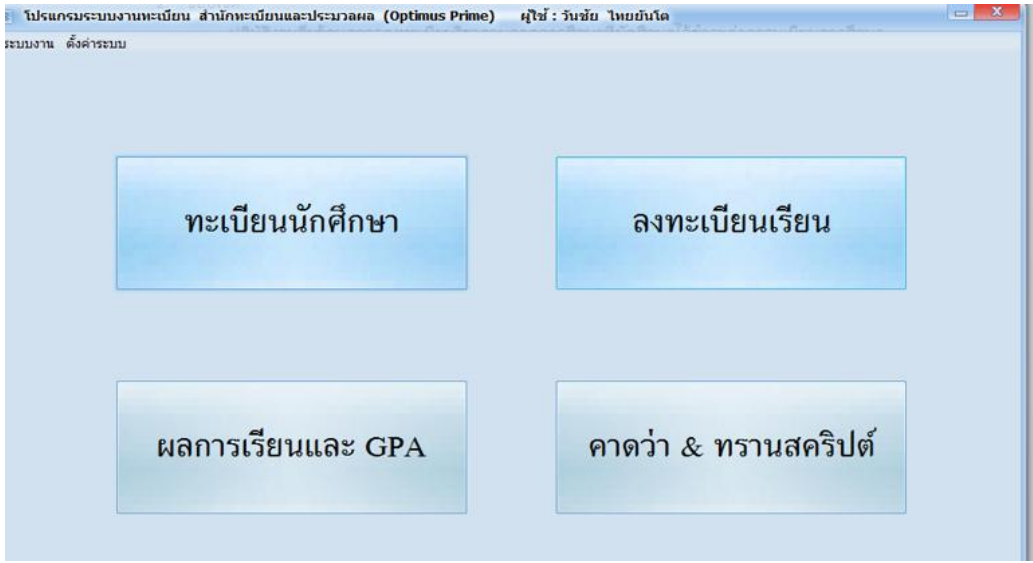 โปรแกรมระบบงานทะเบียน สำนักทะเบียนและประมวลผล (Optimus Prime) ผู้ใช้ : วันชัย ไทยยันโต
ระบบงาน ตั้งค่าระบบ
ทะเบียนนักศึกษา ลงทะเบียนเรียน
ผลการเรียนและ GPA คาดว่า & ทรานสคริปต์